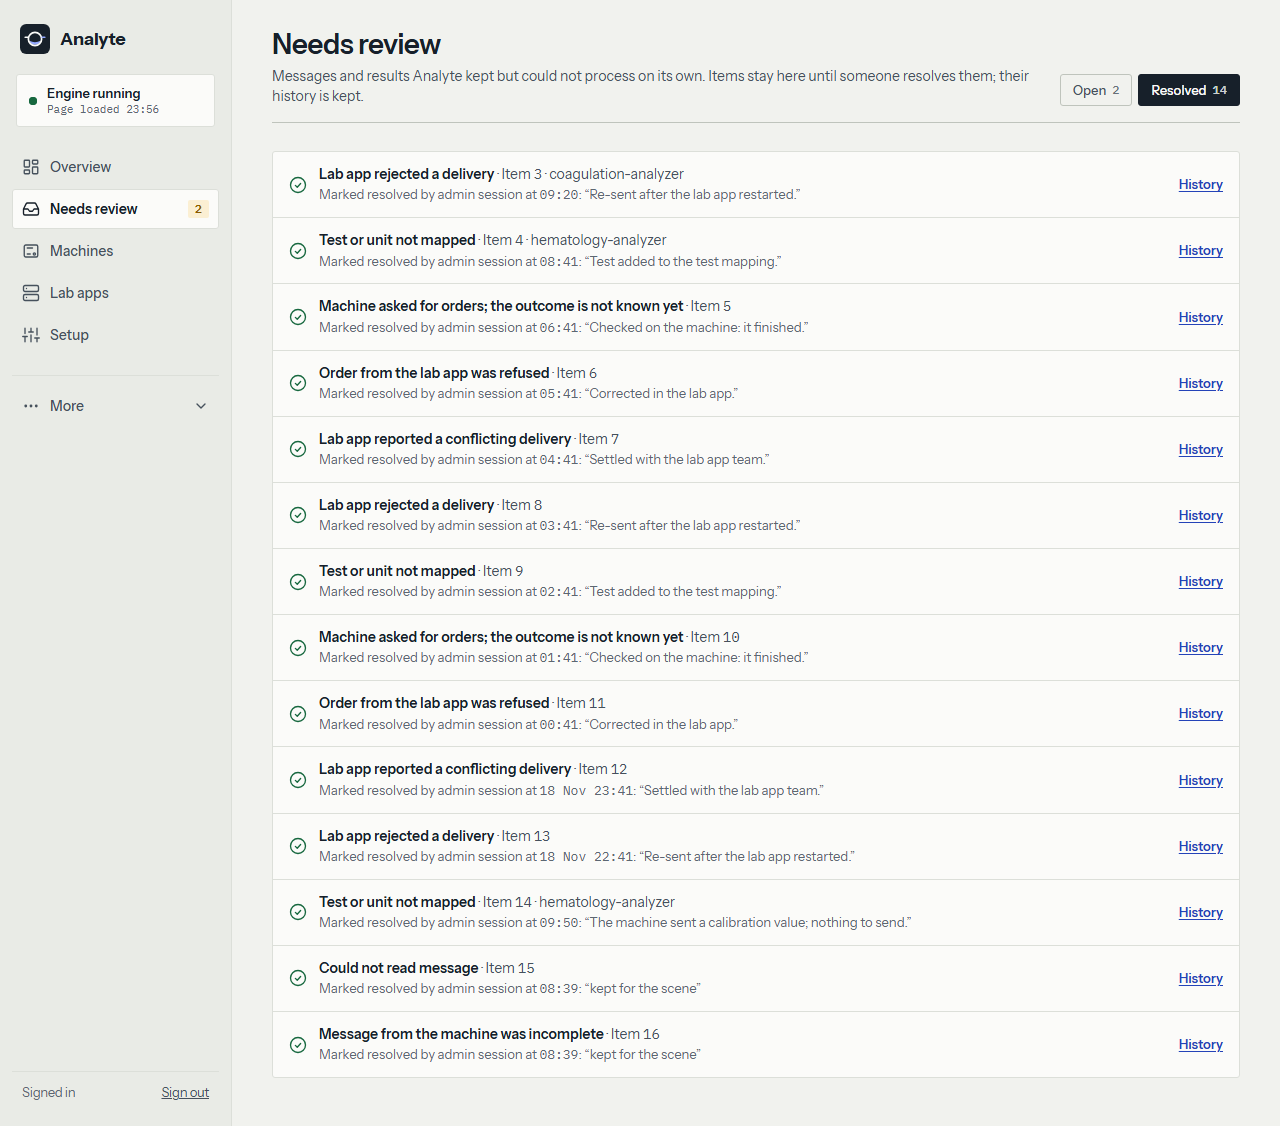 Analyte
Engine running
Page loaded 23:56
Overview
Needs review 2
Machines
Lab apps
Setup
More
Signed in Sign out
Needs review
Messages and results Analyte kept but could not process on its own. Items stay here until someone resolves them; their
history is kept.
Open 2
Resolved 14
Lab app rejected a delivery · Item 3 · coagulation-analyzer
Marked resolved by admin session at 09:20: “Re-sent after the lab app restarted.”
History
Test or unit not mapped · Item 4 · hematology-analyzer
Marked resolved by admin session at 08:41: “Test added to the test mapping.”
History
Machine asked for orders; the outcome is not known yet · Item 5
Marked resolved by admin session at 06:41: “Checked on the machine: it finished.”
History
Order from the lab app was refused · Item 6
Marked resolved by admin session at 05:41: “Corrected in the lab app.”
History
Lab app reported a conflicting delivery · Item 7
Marked resolved by admin session at 04:41: “Settled with the lab app team.”
History
Lab app rejected a delivery · Item 8
Marked resolved by admin session at 03:41: “Re-sent after the lab app restarted.”
History
Test or unit not mapped · Item 9
Marked resolved by admin session at 02:41: “Test added to the test mapping.”
History
Machine asked for orders; the outcome is not known yet · Item 10
Marked resolved by admin session at 01:41: “Checked on the machine: it finished.”
History
Order from the lab app was refused · Item 11
Marked resolved by admin session at 00:41: “Corrected in the lab app.”
History
Lab app reported a conflicting delivery · Item 12
Marked resolved by admin session at 18 Nov 23:41: “Settled with the lab app team.”
History
Lab app rejected a delivery · Item 13
Marked resolved by admin session at 18 Nov 22:41: “Re-sent after the lab app restarted.”
History
Test or unit not mapped · Item 14 · hematology-analyzer
Marked resolved by admin session at 09:50: “The machine sent a calibration value; nothing to send.”
History
Could not read message · Item 15
Marked resolved by admin session at 08:39: “kept for the scene”
History
Message from the machine was incomplete · Item 16
Marked resolved by admin session at 08:39: “kept for the scene”
History